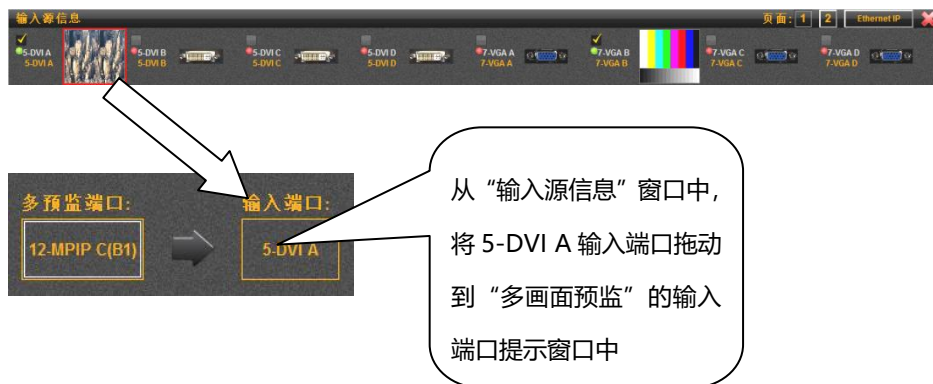 输入源信息
页面: 1 2 Ethernet IP
5-DVI A 5-DVI B 5-DVI C 5-DVI D 7-VGA A 7-VGA B 7-VGA C 7-VGA D
5-DVI A 5-DVI B 5-DVI C 5-DVI D 7-VGA A 7-VGA B 7-VGA C 7-VGA D
多预监端口: 输入端口:
12-MPIP C(B1) 5-DVI A
从“输入源信息”窗口中,
将 5-DVI A 输入端口拖动
到“多画面预监”的输入
端口提示窗口中